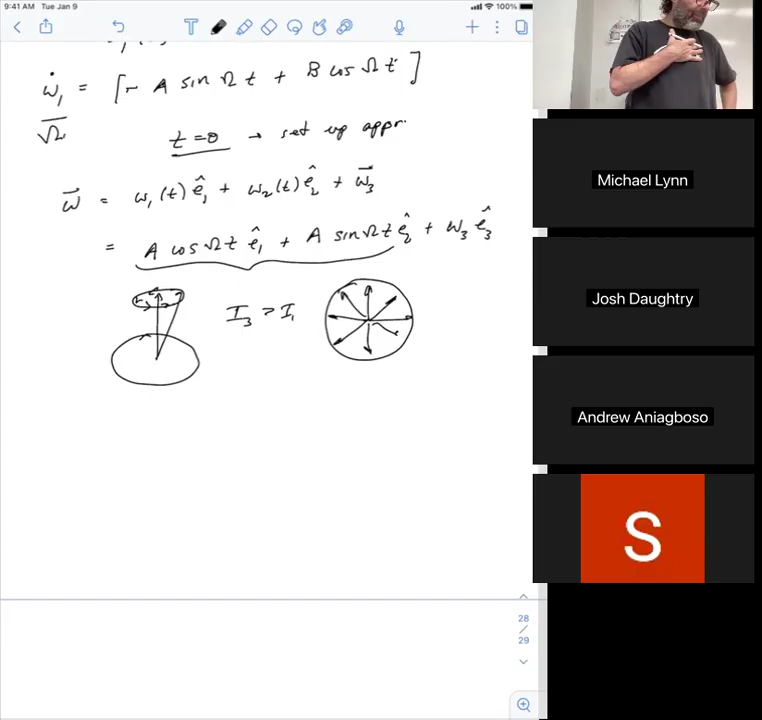 9:41 AM Tue Jan 9
100%
ω̇₁ = [- A sin Ωt + B cos Ωt]
Ω
t=0 → set up appr.
ω⃗ = ω₁(t) ê₁ + ω₂(t) ê₂ + ω⃗₃
= A cos Ωt ê₁ + A sin Ωt ê₂ + ω₃ ê₃
I₃ > I₁
28
/
29
Michael Lynn
Josh Daughtry
Andrew Aniagboso
S